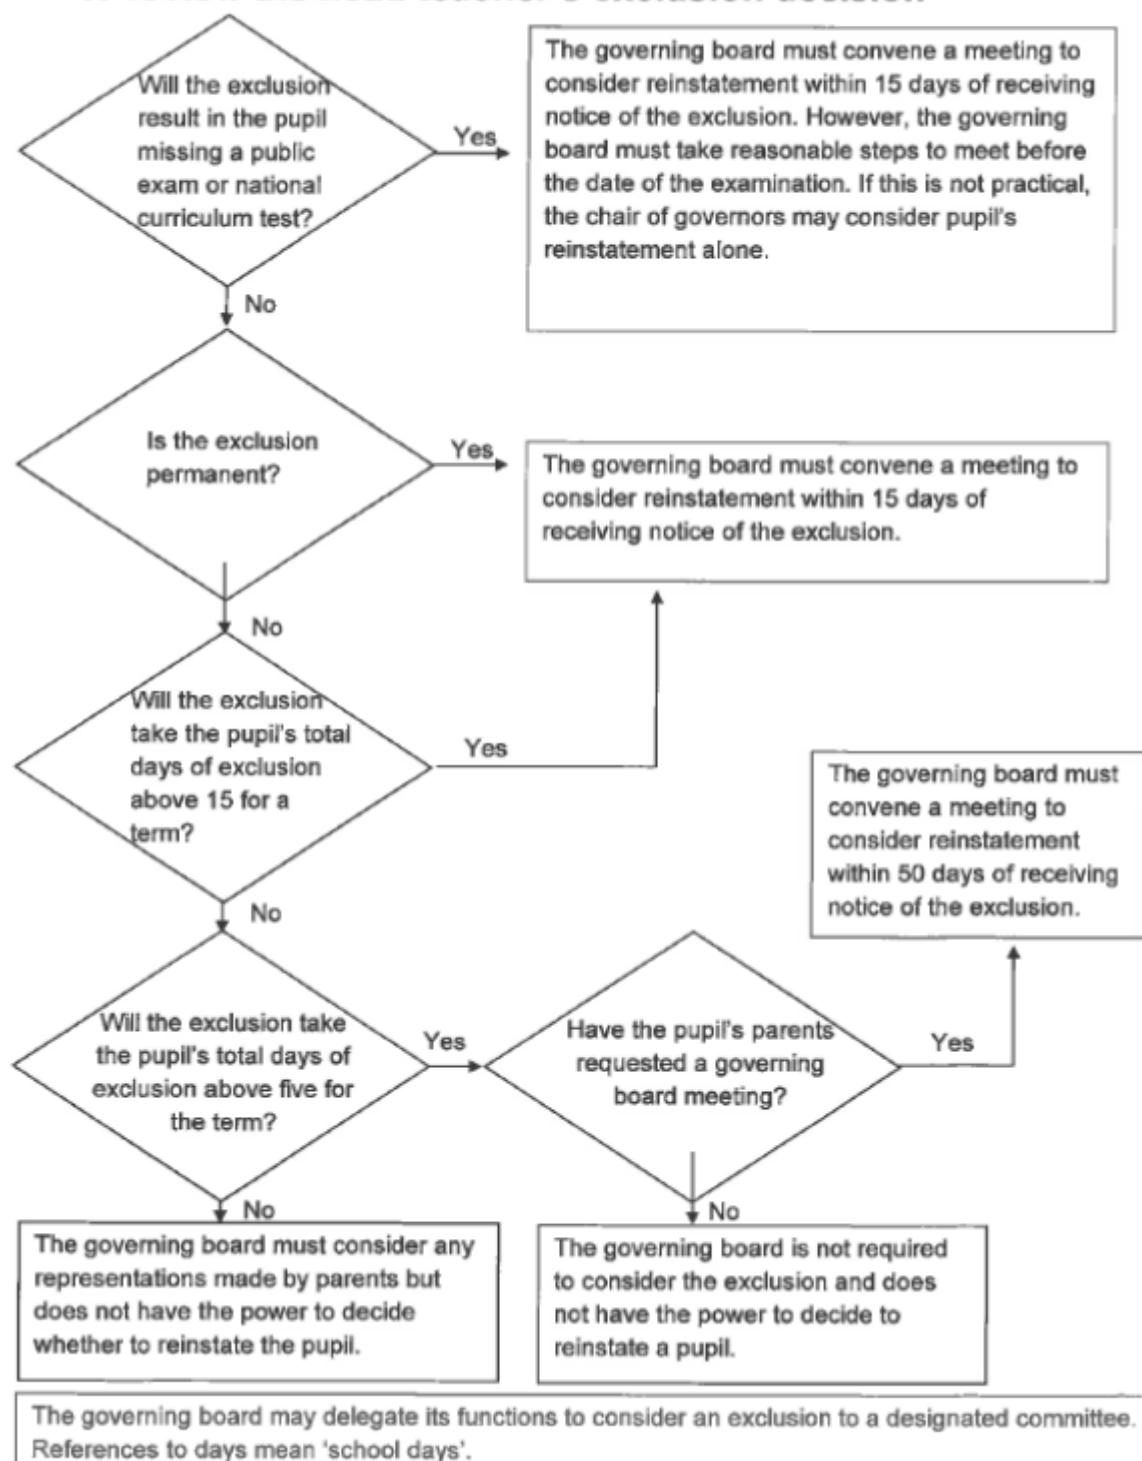 Will the exclusion
result in the pupil
missing a public
exam or national
curriculum test?
Yes
The governing board must convene a meeting to
consider reinstatement within 15 days of receiving
notice of the exclusion. However, the governing
board must take reasonable steps to meet before
the date of the examination. If this is not practical,
the chair of governors may consider pupil's
reinstatement alone.
No
Is the exclusion
permanent?
Yes
The governing board must convene a meeting to
consider reinstatement within 15 days of
receiving notice of the exclusion.
No
Will the exclusion
take the pupil's total
days of exclusion
above 15 for a
term?
Yes
The governing board must
convene a meeting to
consider reinstatement
within 50 days of receiving
notice of the exclusion.
No
Will the exclusion take
the pupil's total days of
exclusion above five for
the term?
Yes
Have the pupil's parents
requested a governing
board meeting?
Yes
No
The governing board must consider any
representations made by parents but
does not have the power to decide
whether to reinstate the pupil.
No
The governing board is not required
to consider the exclusion and does
not have the power to decide to
reinstate a pupil.
The governing board may delegate its functions to consider an exclusion to a designated committee.
References to days mean 'school days'.